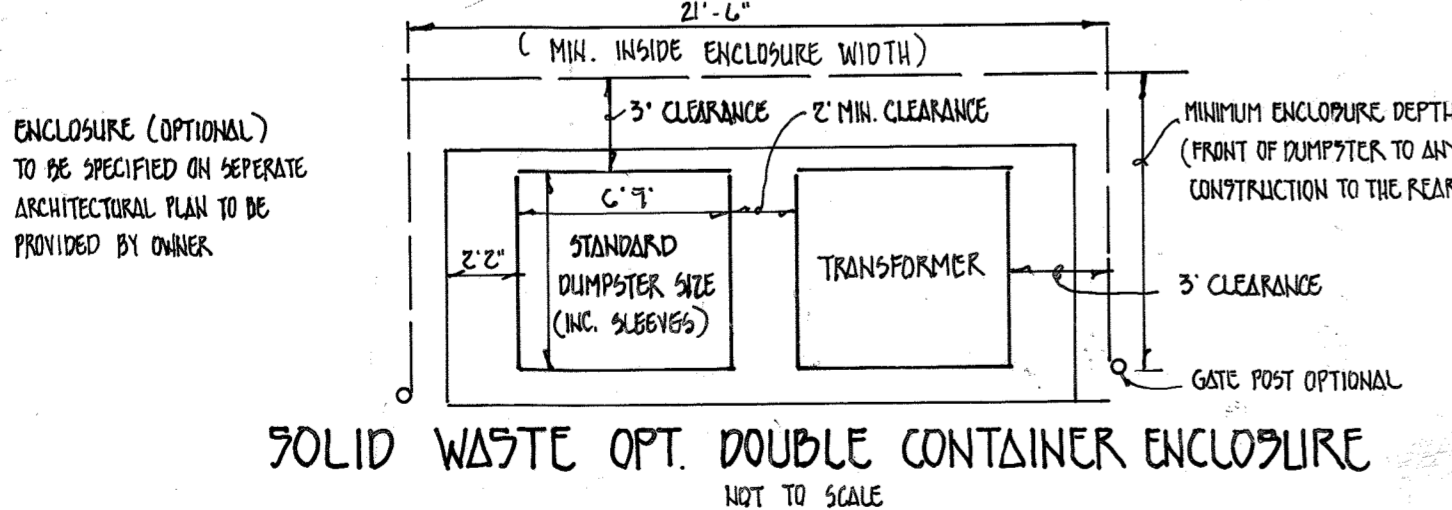 21'-6"
( MIN. INSIDE ENCLOSURE WIDTH)
3' CLEARANCE
2' MIN. CLEARANCE
ENCLOSURE (OPTIONAL)
TO BE SPECIFIED ON SEPERATE
ARCHITECTURAL PLAN TO BE
PROVIDED BY OWNER
MINIMUM ENCLOSURE DEPTH
(FRONT OF DUMPSTER TO ANY
CONSTRUCTION TO THE REAR
6'9"
2'2"
STANDARD
DUMPSTER SIZE
(INC. SLEEVES)
TRANSFORMER
3' CLEARANCE
GATE POST OPTIONAL
SOLID WASTE OPT. DOUBLE CONTAINER ENCLOSURE
NOT TO SCALE